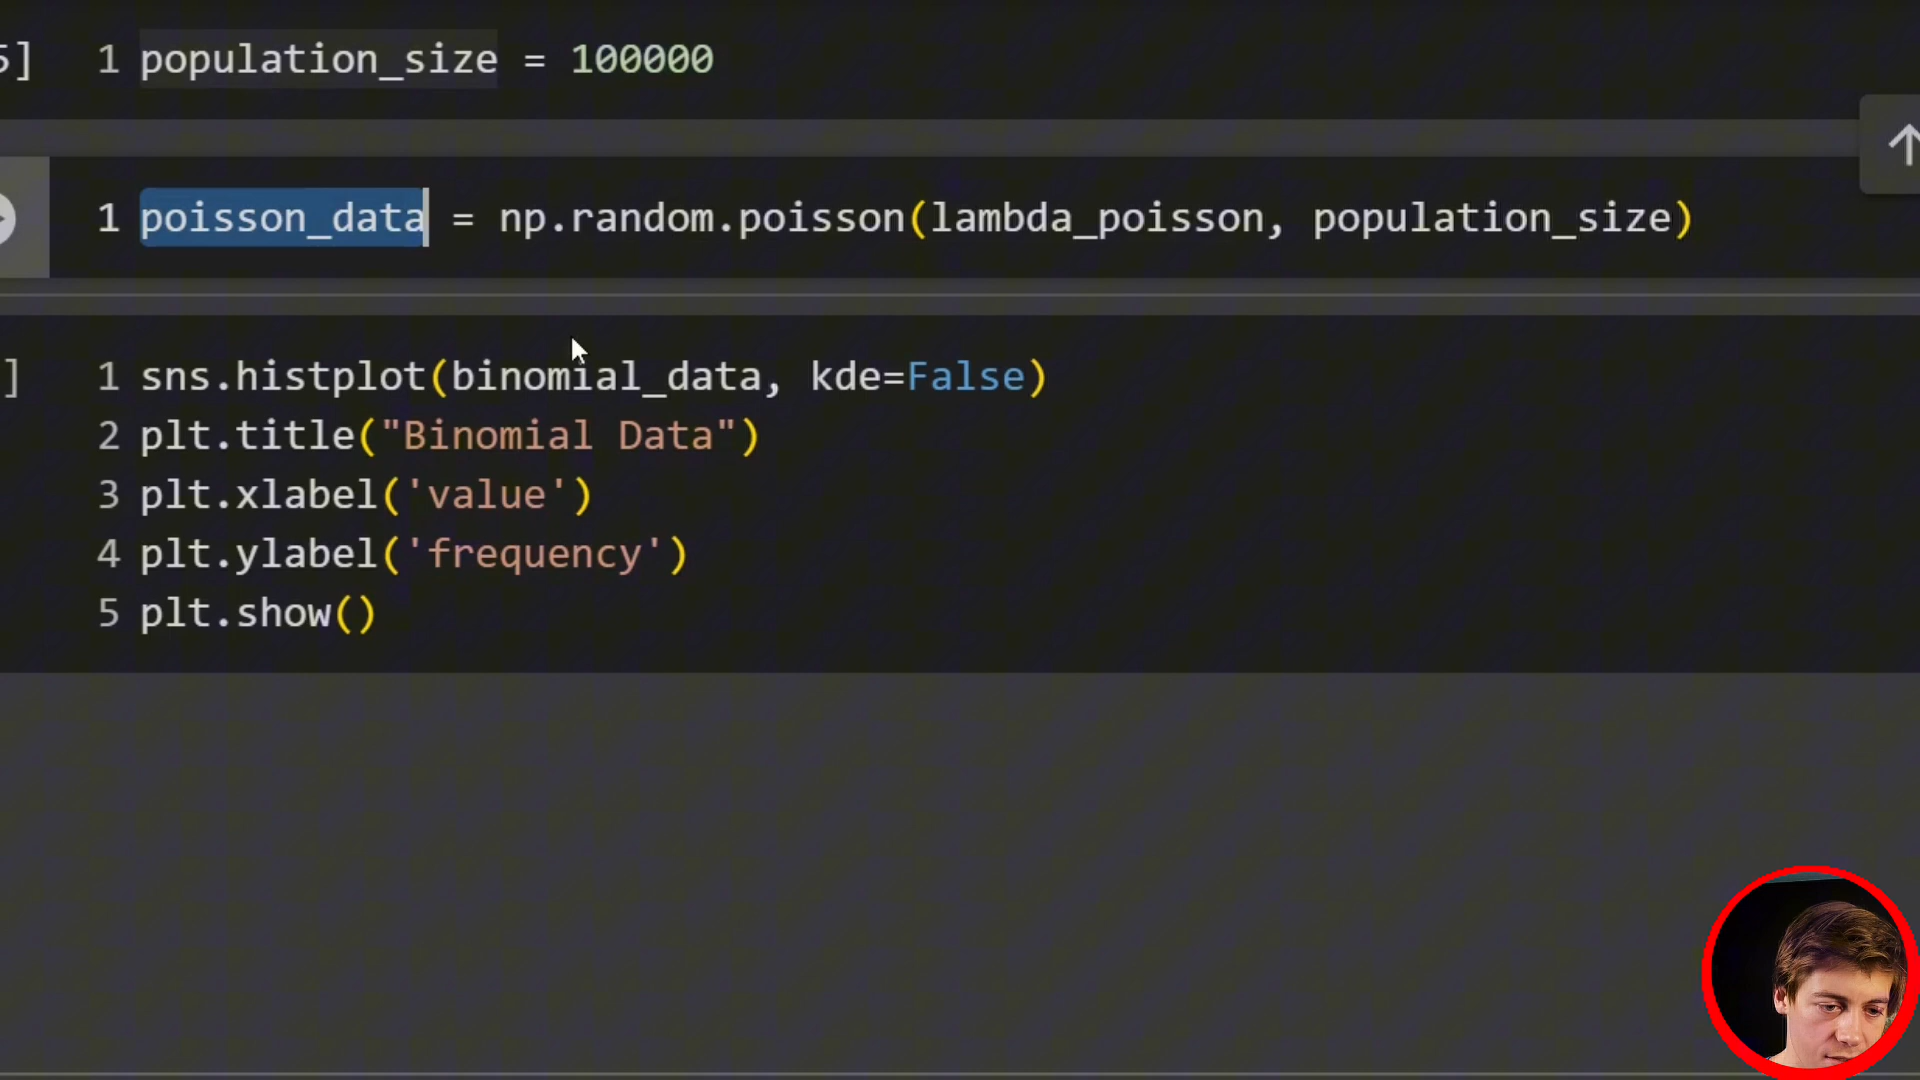 5] 1 population_size = 100000
1 poisson_data = np.random.poisson(lambda_poisson, population_size)
] 1 sns.histplot(binomial_data, kde=False)
2 plt.title("Binomial Data")
3 plt.xlabel('value')
4 plt.ylabel('frequency')
5 plt.show()